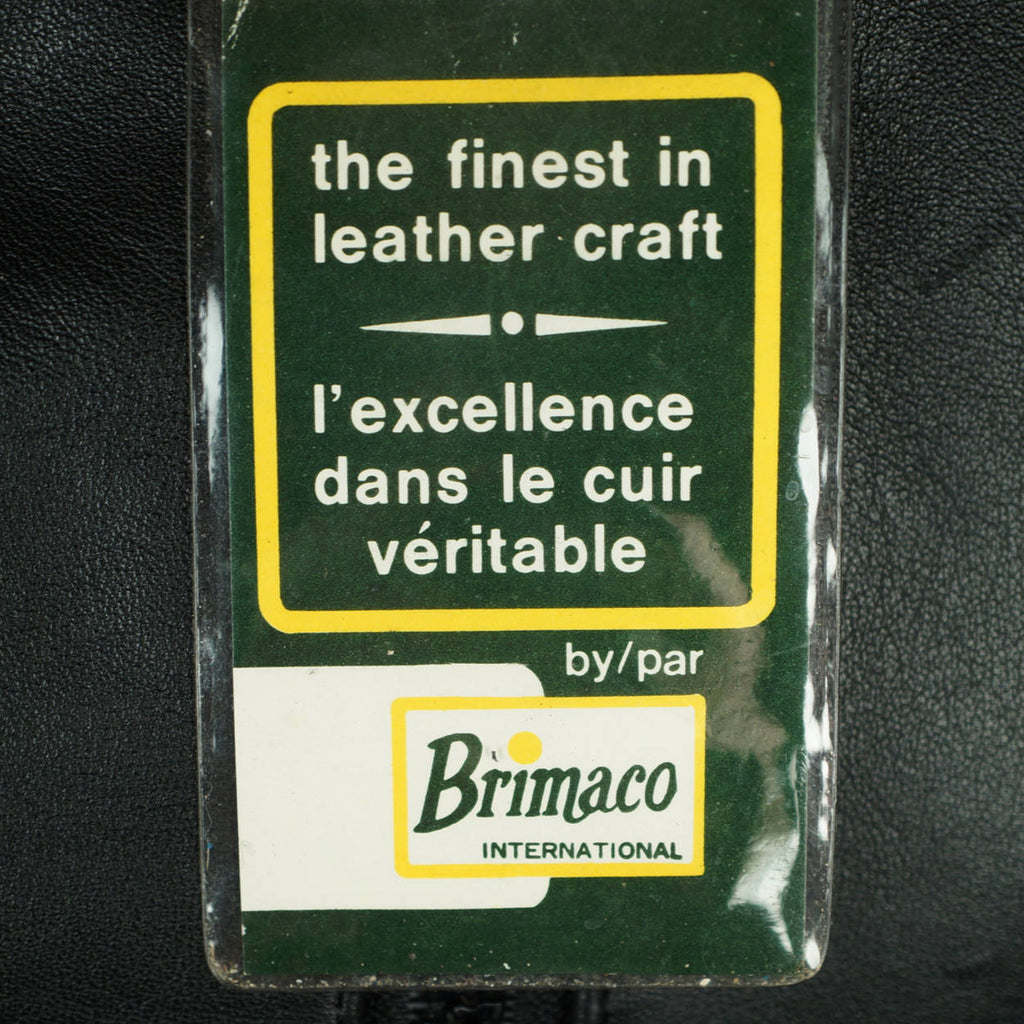 the finest in
leather craft
l'excellence
dans le cuir
véritable
by/par
Brimaco
INTERNATIONAL